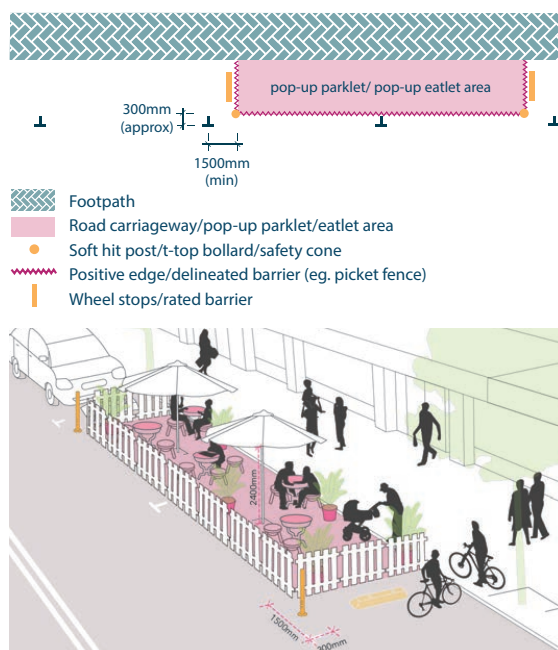 pop-up parklet/ pop-up eatlet area
300mm
(approx)
1500mm
(min)
Footpath
Road carriageway/pop-up parklet/eatlet area
Soft hit post/t-top bollard/safety cone
Positive edge/delineated barrier (eg. picket fence)
Wheel stops/rated barrier
2400mm
1500mm
300mm